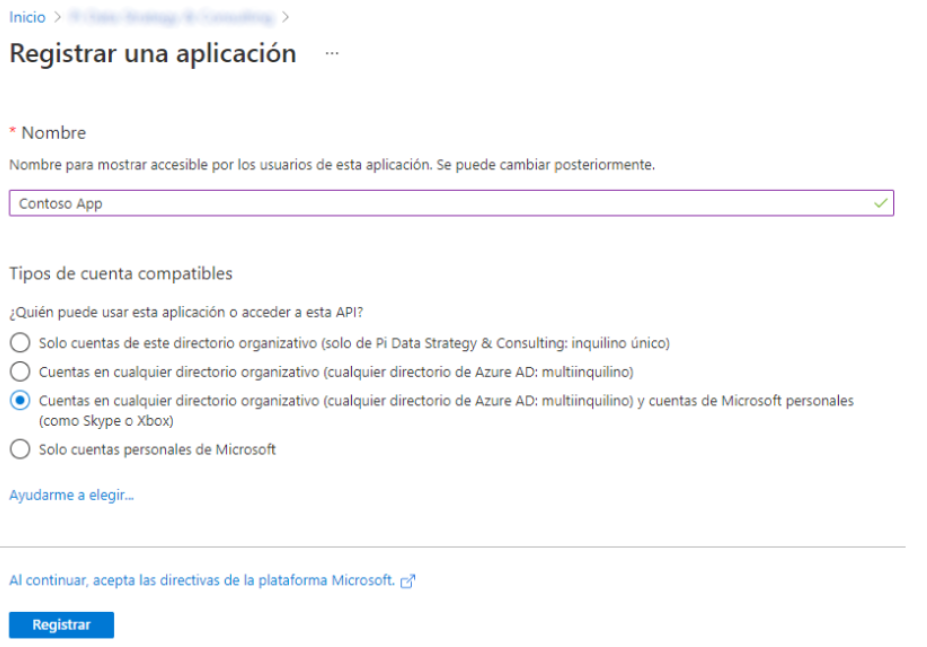 Inicio >
>
Registrar una aplicación ...
* Nombre
Nombre para mostrar accesible por los usuarios de esta aplicación. Se puede cambiar posteriormente.
Contoso App
Tipos de cuenta compatibles
¿Quién puede usar esta aplicación o acceder a esta API?
Solo cuentas de este directorio organizativo (solo de Pi Data Strategy & Consulting: inquilino único)
Cuentas en cualquier directorio organizativo (cualquier directorio de Azure AD: multiinquilino)
Cuentas en cualquier directorio organizativo (cualquier directorio de Azure AD: multiinquilino) y cuentas de Microsoft personales
(como Skype o Xbox)
Solo cuentas personales de Microsoft
Ayudarme a elegir...
Al continuar, acepta las directivas de la plataforma Microsoft.
Registrar